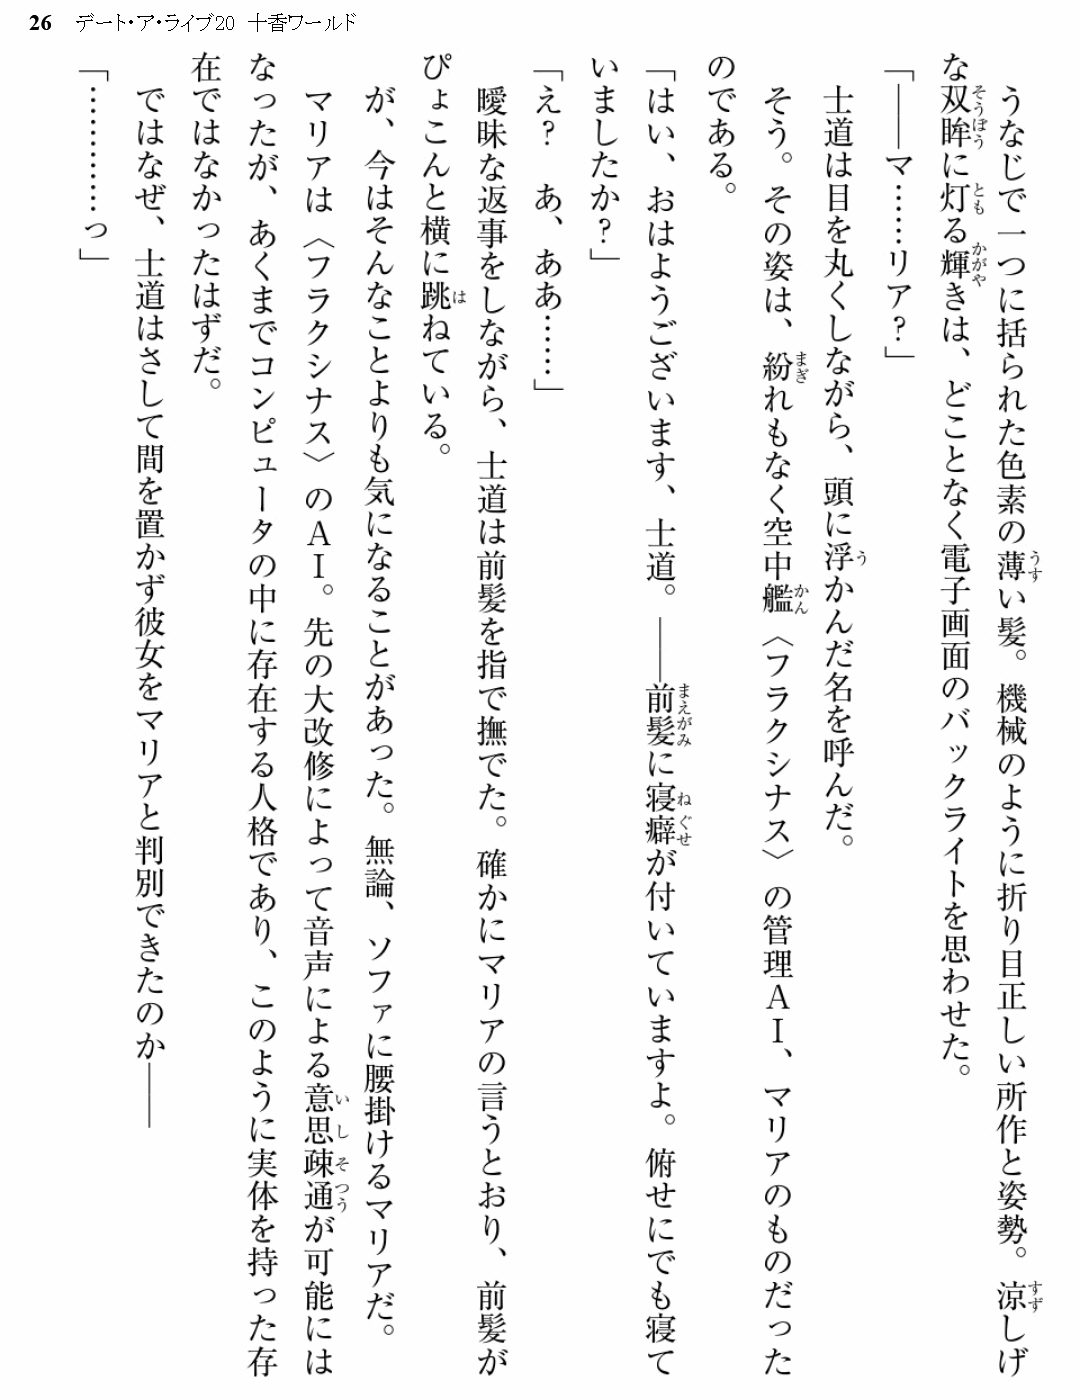 26 デート・ア・ライブ20 十香ワールド
うなじで一つに括られた色素の薄い髪。機械のように折り目正しい所作と姿勢。涼しげ
な双眸に灯る輝きは、どことなく電子画面のバックライトを思わせた。
「――マ……リア?」
士道は目を丸くしながら、頭に浮かんだ名を呼んだ。
そう。その姿は、紛れもなく空中艦〈フラクシナス〉の管理AI、マリアのものだった
のである。
「はい、おはようございます、士道。――前髪に寝癖が付いていますよ。俯せにでも寝て
いましたか?」
「え? あ、ああ……」
曖昧な返事をしながら、士道は前髪を指で撫でた。確かにマリアの言うとおり、前髪が
ぴょこんと横に跳ねている。
が、今はそんなことよりも気になることがあった。無論、ソファに腰掛けるマリアだ。
マリアは〈フラクシナス〉のAI。先の大改修によって音声による意思疎通が可能には
なったが、あくまでコンピュータの中に存在する人格であり、このように実体を持った存
在ではなかったはずだ。
ではなぜ、士道はさして間を置かず彼女をマリアと判別できたのか――
「…………っ」